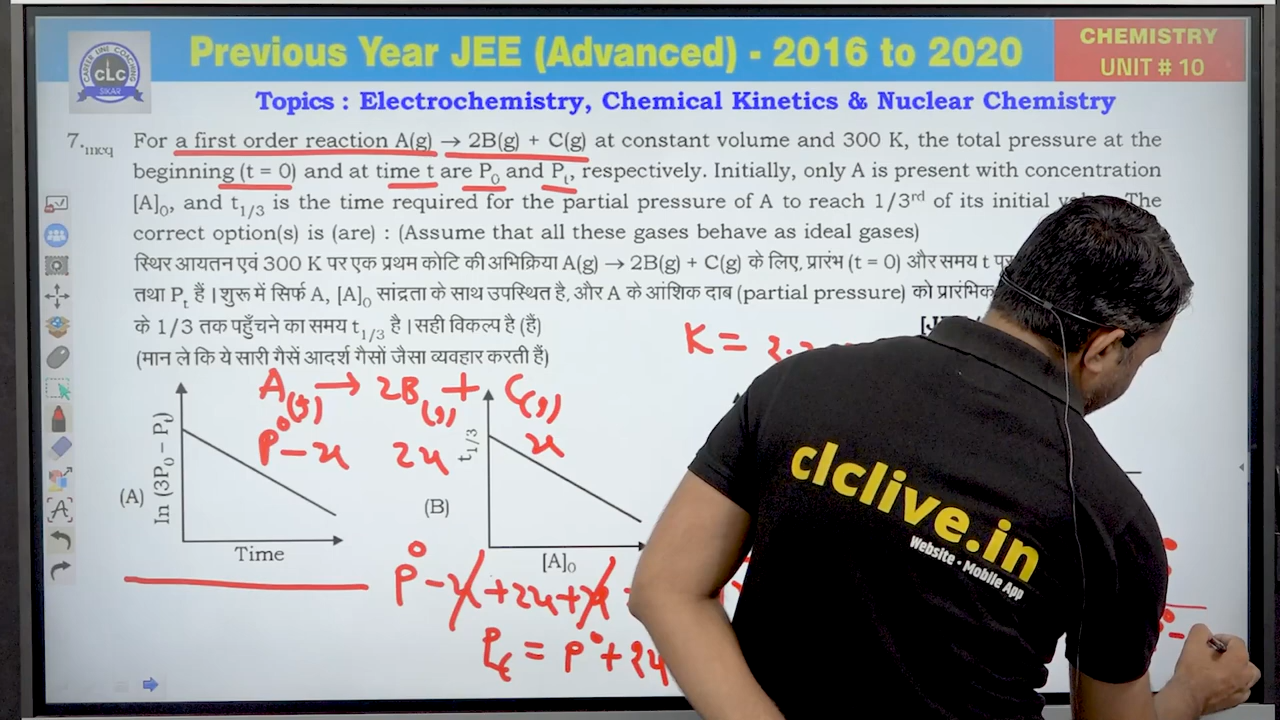 Previous Year JEE (Advanced) - 2016 to 2020
CHEMISTRY
UNIT # 10
CLC
SIKAR
Topics : Electrochemistry, Chemical Kinetics & Nuclear Chemistry
7.mcq For a first order reaction A(g) → 2B(g) + C(g) at constant volume and 300 K, the total pressure at the
beginning (t = 0) and at time t are P₀ and Pₜ, respectively. Initially, only A is present with concentration
[A]₀, and t₁/₃ is the time required for the partial pressure of A to reach 1/3ʳᵈ of its initial The
correct option(s) is (are) : (Assume that all these gases behave as ideal gases)
स्थिर आयतन एवं 300 K पर एक प्रथम कोटि की अभिक्रिया A(g) → 2B(g) + C(g) के लिए, प्रारंभ (t = 0) और समय t
तथा Pₜ हैं। शुरू में सिर्फ A, [A]₀ सांद्रता के साथ उपस्थित है, और A के आंशिक दाब (partial pressure) को
के 1/3 तक पहुँचने का समय t₁/₃ है। सही विकल्प है (हैं)
(मान ले कि ये सारी गैसें आदर्श गैसों जैसा व्यवहार करती हैं)
K =
A(g) → 2B(g) + C(g)
P⁰-x 2x x
(A) ln (3P₀ – Pₜ)
Time
(B) t₁/₃
[A]₀
P⁰-x+2x+x
Pₜ = P⁰+2x
clclive.in
Website • Mobile App